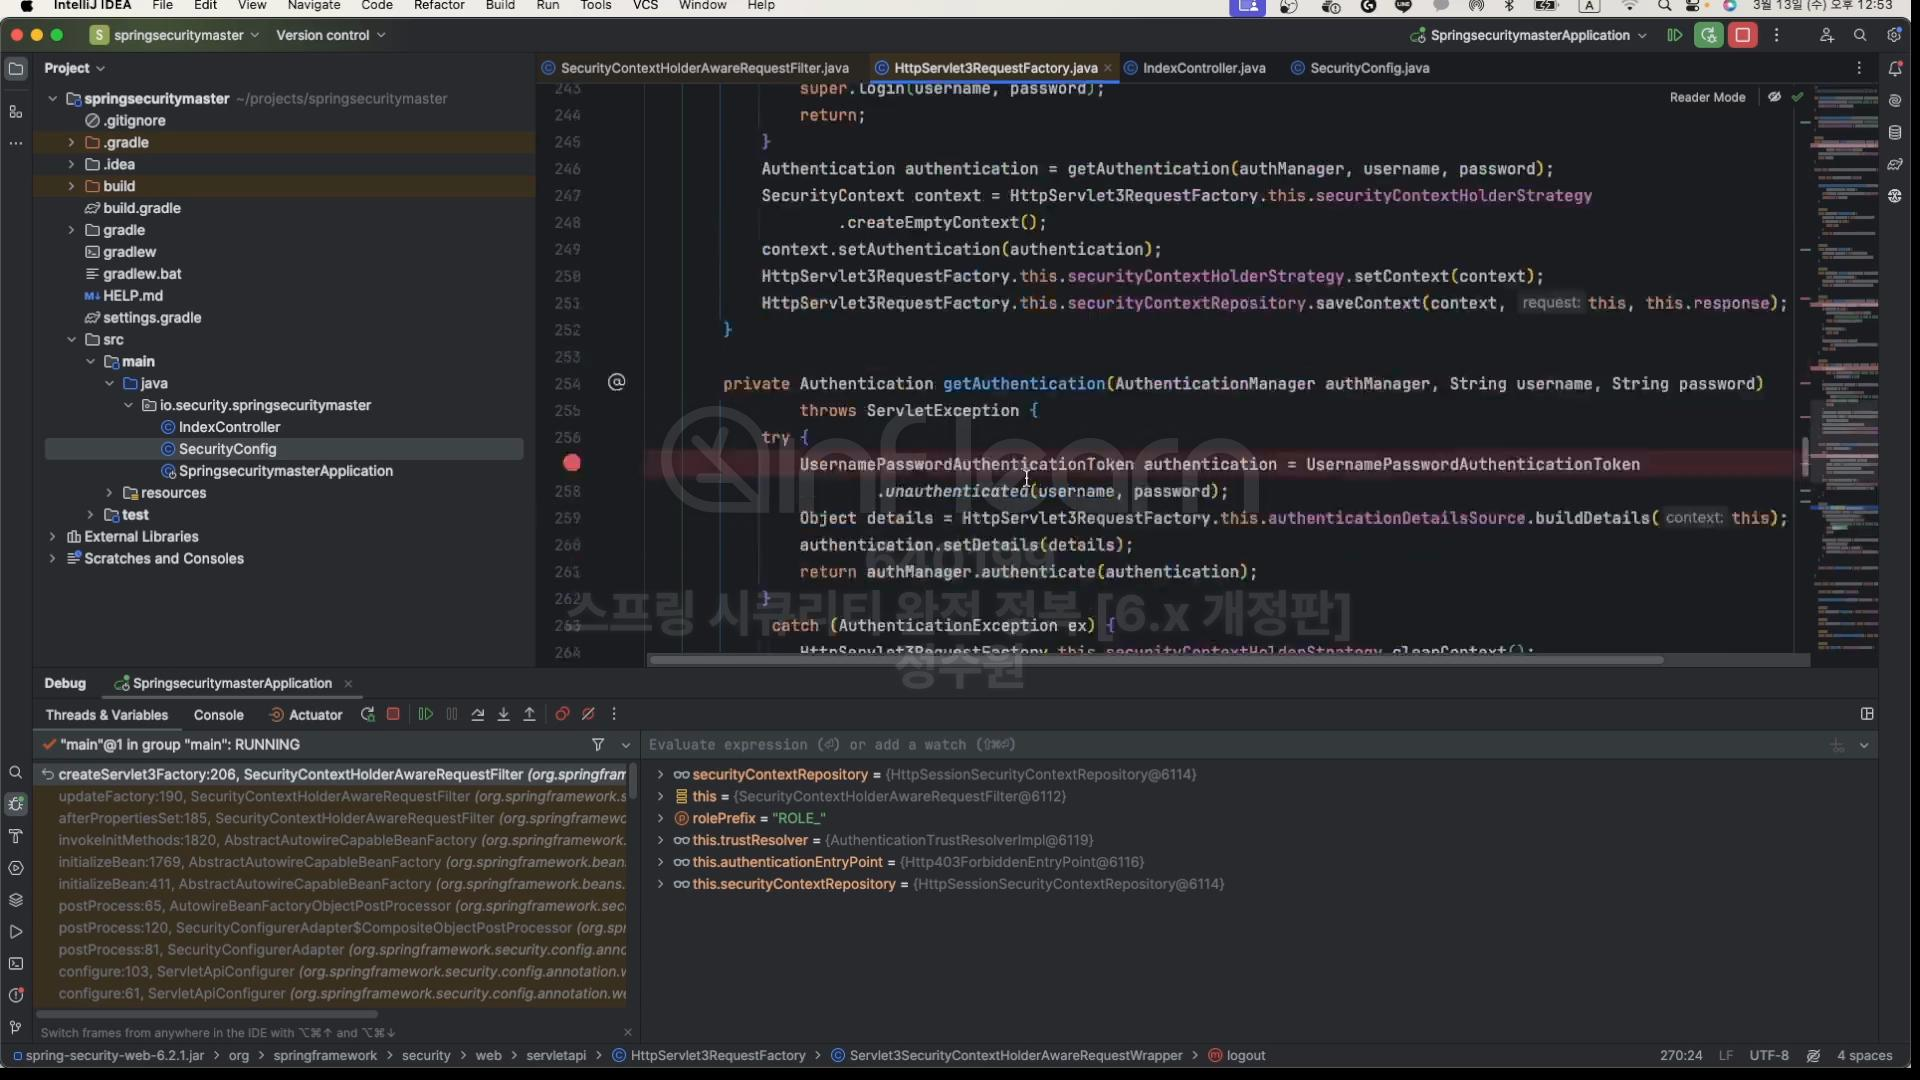 IntelliJ IDEA File Edit View Navigate Code Refactor Build Run Tools VCS Window Help A 3월 13일 (수) 오후 12:53
S springsecuritymaster Version control SpringsecuritymasterApplication
Project
SecurityContextHolderAwareRequestFilter.java HttpServlet3RequestFactory.java IndexController.java SecurityConfig.java
Reader Mode
springsecuritymaster ~/projects/springsecuritymaster
.gitignore
.gradle
.idea
build
build.gradle
gradle
gradlew
gradlew.bat
M↓ HELP.md
settings.gradle
src
main
java
io.security.springsecuritymaster
IndexController
SecurityConfig
SpringsecuritymasterApplication
resources
test
External Libraries
Scratches and Consoles
243 super.login(username, password);
244 return;
245 }
246 Authentication authentication = getAuthentication(authManager, username, password);
247 SecurityContext context = HttpServlet3RequestFactory.this.securityContextHolderStrategy
248 .createEmptyContext();
249 context.setAuthentication(authentication);
250 HttpServlet3RequestFactory.this.securityContextHolderStrategy.setContext(context);
251 HttpServlet3RequestFactory.this.securityContextRepository.saveContext(context, request: this, this.response);
252 }
253
254 @ private Authentication getAuthentication(AuthenticationManager authManager, String username, String password)
255 throws ServletException {
256 try {
UsernamePasswordAuthenticationToken authentication = UsernamePasswordAuthenticationToken
258 .unauthenticated(username, password);
259 Object details = HttpServlet3RequestFactory.this.authenticationDetailsSource.buildDetails( context: this);
260 authentication.setDetails(details);
261 return authManager.authenticate(authentication);
262 }
263 catch (AuthenticationException ex) {
264 HttpServlet3RequestFactory.this.securityContextHolderStrategy.clearContext();
inflearn
640199
스프링 시큐리티 완전 정복 [6.x 개정판]
정수원
Debug SpringsecuritymasterApplication
Threads & Variables Console Actuator
"main"@1 in group "main": RUNNING
createServlet3Factory:206, SecurityContextHolderAwareRequestFilter (org.springfram
updateFactory:190, SecurityContextHolderAwareRequestFilter (org.springframework.s
afterPropertiesSet:185, SecurityContextHolderAwareRequestFilter (org.springframew
invokeInitMethods:1820, AbstractAutowireCapableBeanFactory (org.springframework
initializeBean:1769, AbstractAutowireCapableBeanFactory (org.springframework.bean
initializeBean:411, AbstractAutowireCapableBeanFactory (org.springframework.beans.
postProcess:65, AutowireBeanFactoryObjectPostProcessor (org.springframework.sec
postProcess:120, SecurityConfigurerAdapter$CompositeObjectPostProcessor (org.spr
postProcess:81, SecurityConfigurerAdapter (org.springframework.security.config.anno
configure:103, ServletApiConfigurer (org.springframework.security.config.annotation.w
configure:61, ServletApiConfigurer (org.springframework.security.config.annotation.we
Switch frames from anywhere in the IDE with ⌥⌘↑ and ⌥⌘↓
Evaluate expression (⏎) or add a watch (⇧⌘⏎)
securityContextRepository = {HttpSessionSecurityContextRepository@6114}
this = {SecurityContextHolderAwareRequestFilter@6112}
rolePrefix = "ROLE_"
this.trustResolver = {AuthenticationTrustResolverImpl@6119}
this.authenticationEntryPoint = {Http403ForbiddenEntryPoint@6116}
this.securityContextRepository = {HttpSessionSecurityContextRepository@6114}
spring-security-web-6.2.1.jar > org > springframework > security > web > servletapi > HttpServlet3RequestFactory > Servlet3SecurityContextHolderAwareRequestWrapper > logout 270:24 LF UTF-8 4 spaces